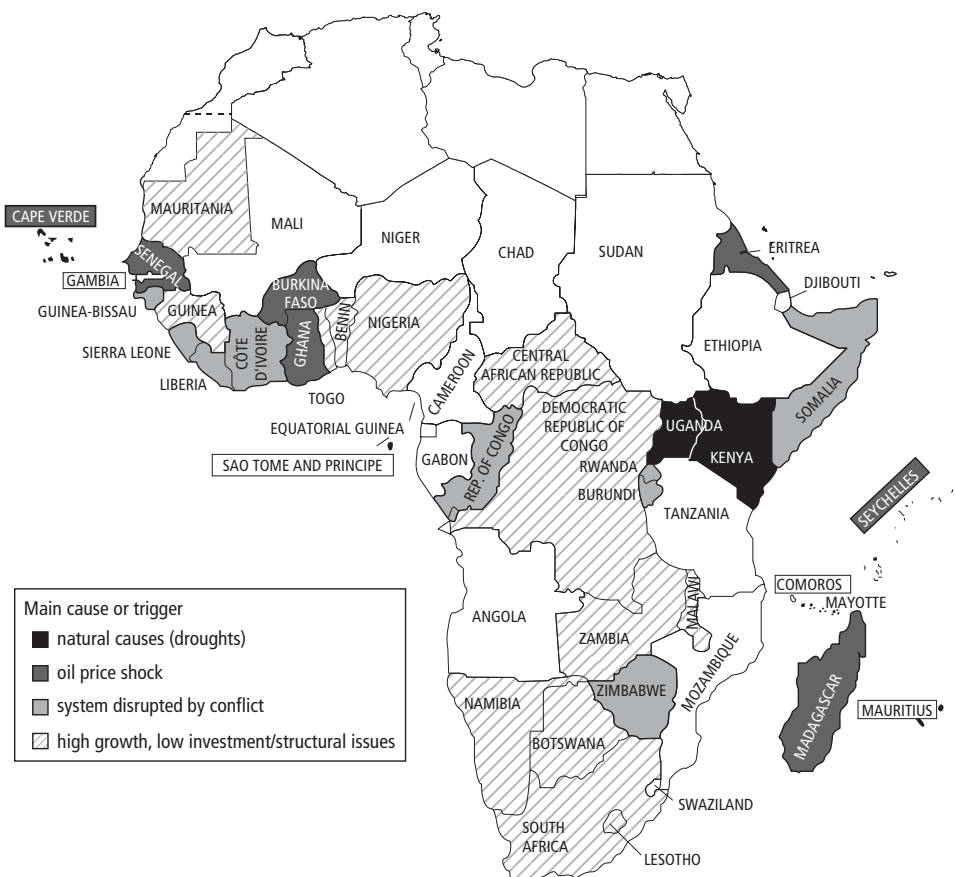 MAURITANIA
CAPE VERDE
MALI
NIGER
CHAD
SUDAN
ERITREA
SENEGAL
GAMBIA
BURKINA
FASO
DJIBOUTI
GUINEA-BISSAU
GUINEA
BENIN
NIGERIA
CÔTE
D'IVOIRE
GHANA
SIERRA LEONE
ETHIOPIA
LIBERIA
CENTRAL
AFRICAN REPUBLIC
CAMEROON
SOMALIA
TOGO
DEMOCRATIC
REPUBLIC OF
CONGO
EQUATORIAL GUINEA
UGANDA
REP. OF CONGO
KENYA
SAO TOME AND PRINCIPE
GABON
RWANDA
BURUNDI
TANZANIA
SEYCHELLES
COMOROS
MAYOTTE
ANGOLA
MALAWI
ZAMBIA
MOZAMBIQUE
ZIMBABWE
NAMIBIA
MADAGASCAR
MAURITIUS
BOTSWANA
SWAZILAND
SOUTH
AFRICA
LESOTHO
Main cause or trigger
natural causes (droughts)
oil price shock
system disrupted by conflict
high growth, low investment/structural issues